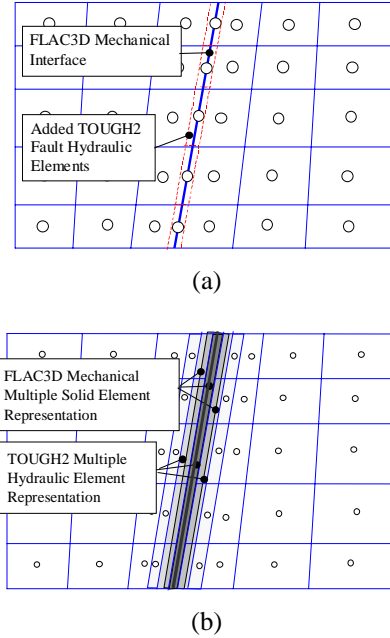 FLAC3D Mechanical
Interface
Added TOUGH2
Fault Hydraulic
Elements
(a)
FLAC3D Mechanical
Multiple Solid Element
Representation
TOUGH2 Multiple
Hydraulic Element
Representation
(b)